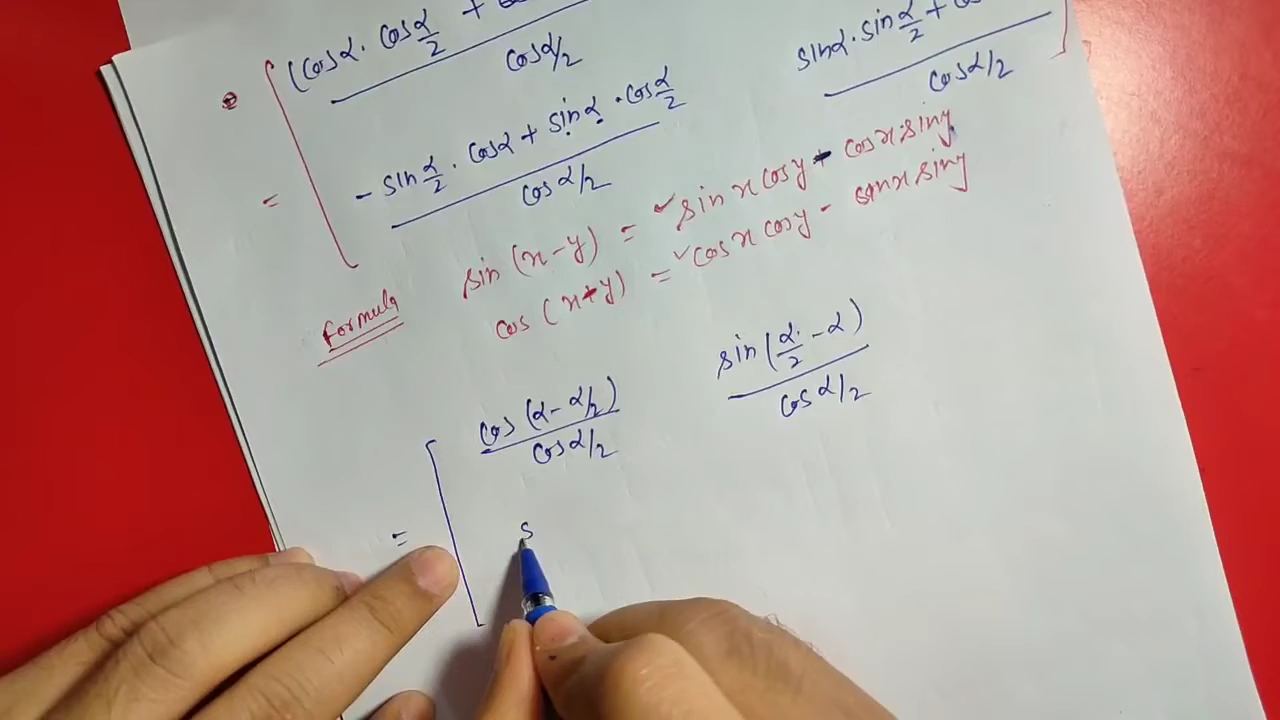 (cosα · cos α/2 +
cos α/2
sinα · sin α/2 +
cos α/2
= - sin α/2 · cosα + sinα · cos α/2
cos α/2
Formula
sin (x-y) = sin x cos y - cos x sin y
cos (x+y) = cos x cos y - sin x sin y
= cos (α - α/2)
cos α/2
sin (α/2 - α)
cos α/2
s